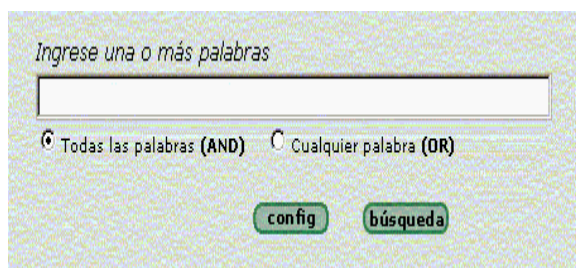 Ingrese una o más palabras
Todas las palabras (AND) Cualquier palabra (OR)
config búsqueda